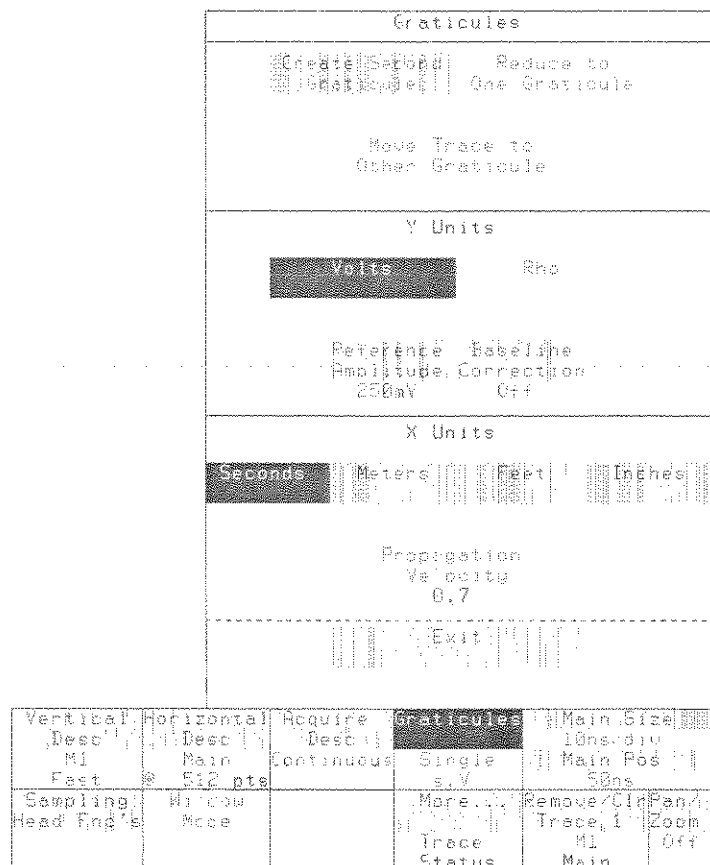 Graticules
Create Second Reduce to
Graticule One Graticule
Move Trace to
Other Graticule
Y Units
Volts Rho
Reference Baseline
Amplitude Correction
250mV Off
X Units
Seconds Meters Feet Inches
Propagation
Velocity
0.7
Exit
Vertical Horizontal Acquire Graticules Main Size
Desc Desc Desc 10ns/div
M1 Main Continuous Single Main Pos
Fast @ 512 pts s,V 50ns
Sampling Window More... Remove/Clr Pan/
Head Fnc's Mode Trace 1 Zoom
Trace M1 Off
Status Main